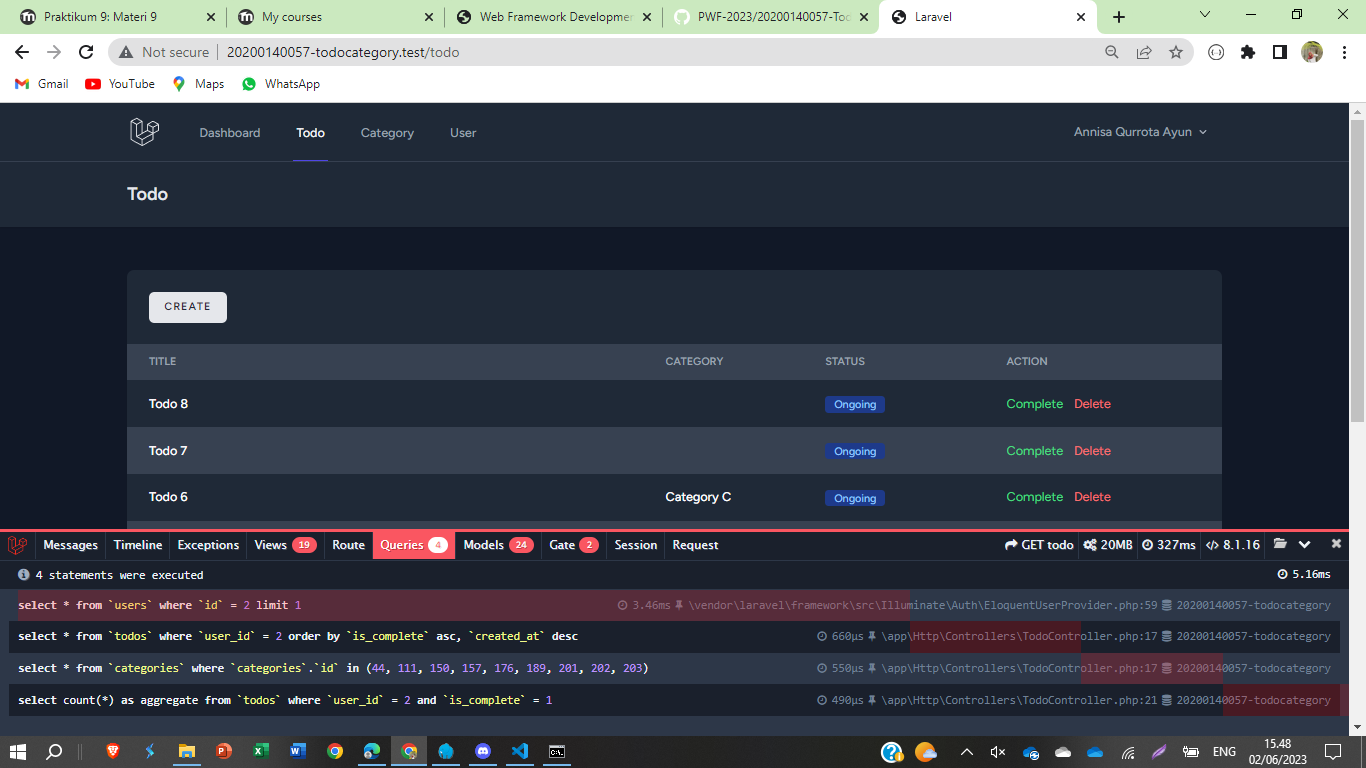 Praktikum 9: Materi 9
My courses
Web Framework Developmen
PWF-2023/20200140057-Tod
Laravel
Not secure
20200140057-todocategory.test/todo
Gmail
YouTube
Maps
WhatsApp
Dashboard
Todo
Category
User
Annisa Qurrota Ayun
Todo
CREATE
TITLE CATEGORY STATUS ACTION
Todo 8 Ongoing Complete Delete
Todo 7 Ongoing Complete Delete
Todo 6 Category C Ongoing Complete Delete
Messages Timeline Exceptions Views 19 Route Queries 4 Models 24 Gate 2 Session Request GET todo 20MB 327ms 8.1.16
4 statements were executed 5.16ms
select * from `users` where `id` = 2 limit 1 3.46ms \vendor\laravel\framework\src\Illuminate\Auth\EloquentUserProvider.php:59 20200140057-todocategory
select * from `todos` where `user_id` = 2 order by `is_complete` asc, `created_at` desc 660μs \app\Http\Controllers\TodoController.php:17 20200140057-todocategory
select * from `categories` where `categories`.`id` in (44, 111, 150, 157, 176, 189, 201, 202, 203) 550μs \app\Http\Controllers\TodoController.php:17 20200140057-todocategory
select count(*) as aggregate from `todos` where `user_id` = 2 and `is_complete` = 1 490μs \app\Http\Controllers\TodoController.php:21 20200140057-todocategory
ENG
15.48
02/06/2023